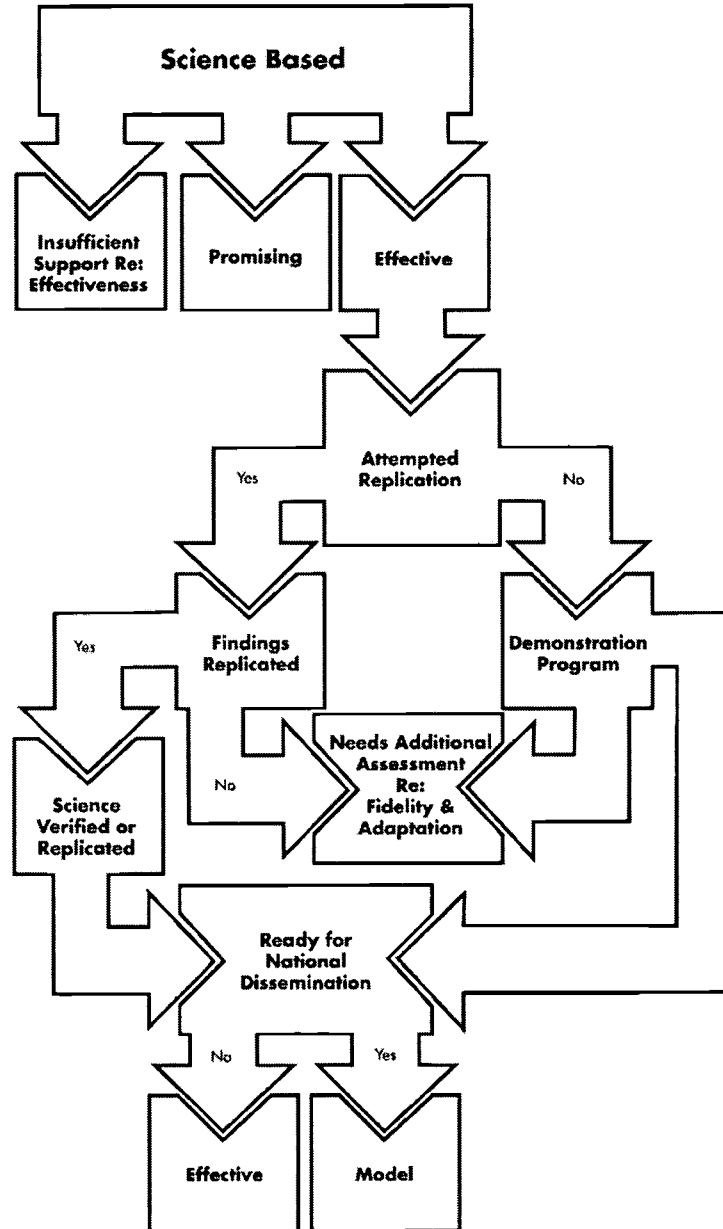 Science Based
Insufficient
Support Re:
Effectiveness
Promising
Effective
Attempted
Replication
Yes
No
Findings
Replicated
Demonstration
Program
Yes
No
Needs Additional
Assessment
Re:
Fidelity &
Adaptation
Science
Verified or
Replicated
Ready for
National
Dissemination
No
Yes
Effective
Model